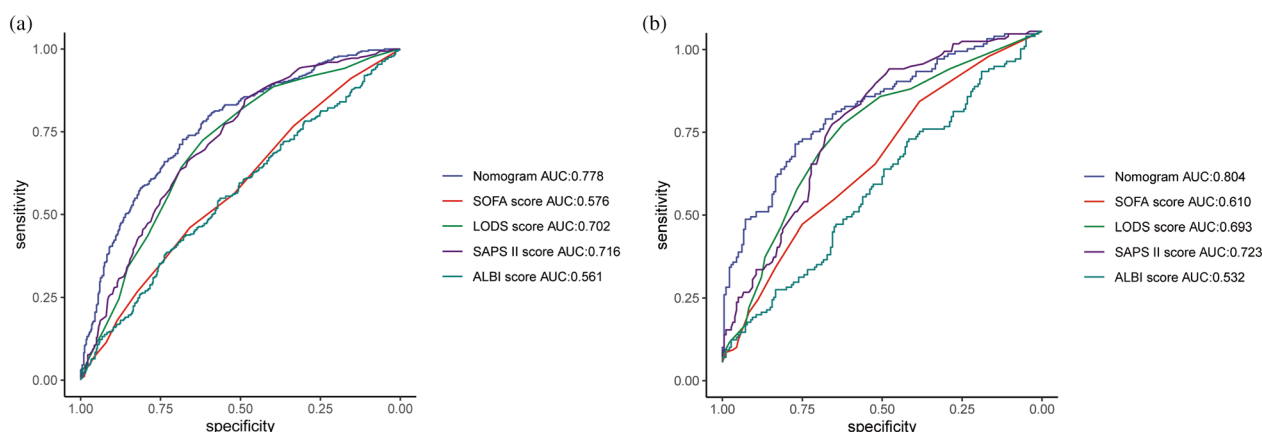 (a)
1.00
0.75
0.50
0.25
0.00
sensitivity
1.00 0.75 0.50 0.25 0.00
specificity
Nomogram AUC:0.778
SOFA score AUC:0.576
LODS score AUC:0.702
SAPS II score AUC:0.716
ALBI score AUC:0.561
(b)
1.00
0.75
0.50
0.25
0.00
sensitivity
1.00 0.75 0.50 0.25 0.00
specificity
Nomogram AUC:0.804
SOFA score AUC:0.610
LODS score AUC:0.693
SAPS II score AUC:0.723
ALBI score AUC:0.532